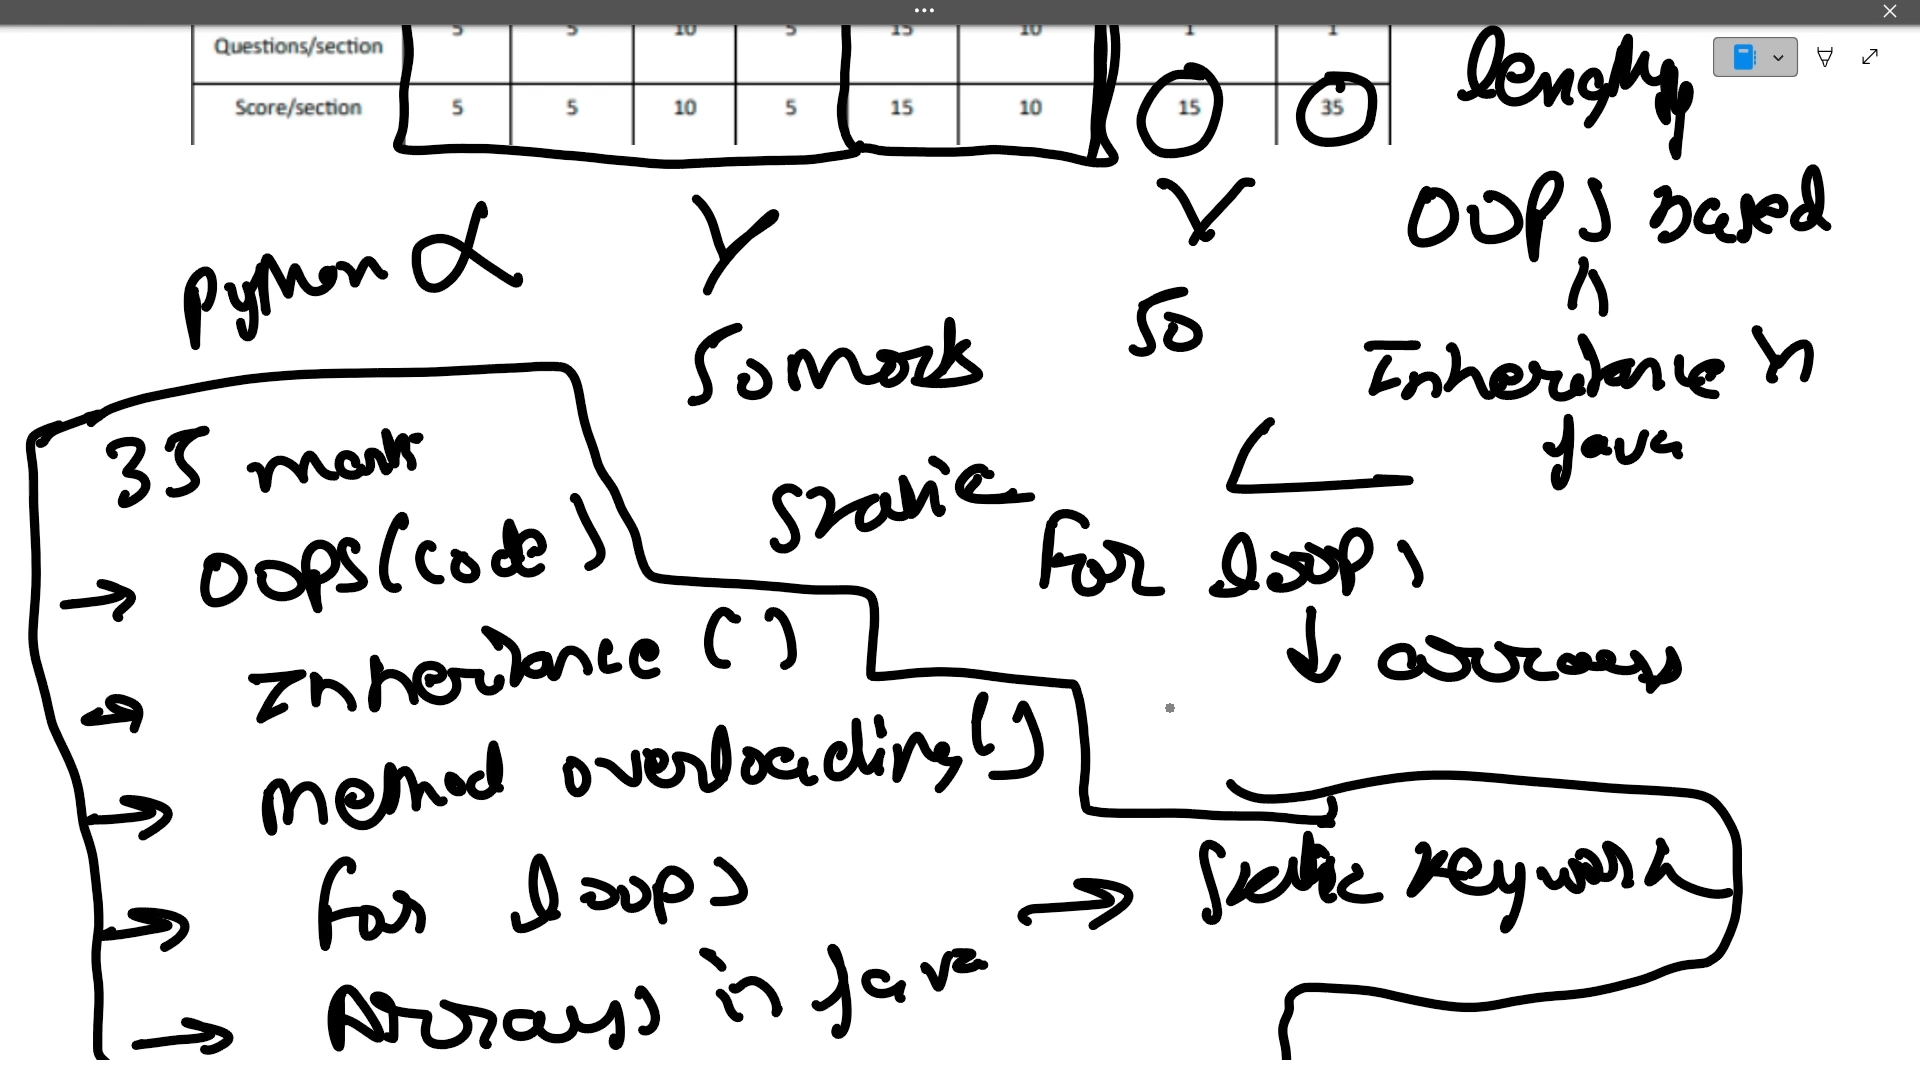 Questions/section 5 5 10 5 15 10 1 1
Score/section 5 5 10 5 15 10 15 35
lengthy
OOPS based
Python
50 mark
50
Inheritance in
java
35 mark
static
OOPS (code)
for loops
Inheritance ()
arrays
method overloading ()
for loops
static keyword
Arrays in java